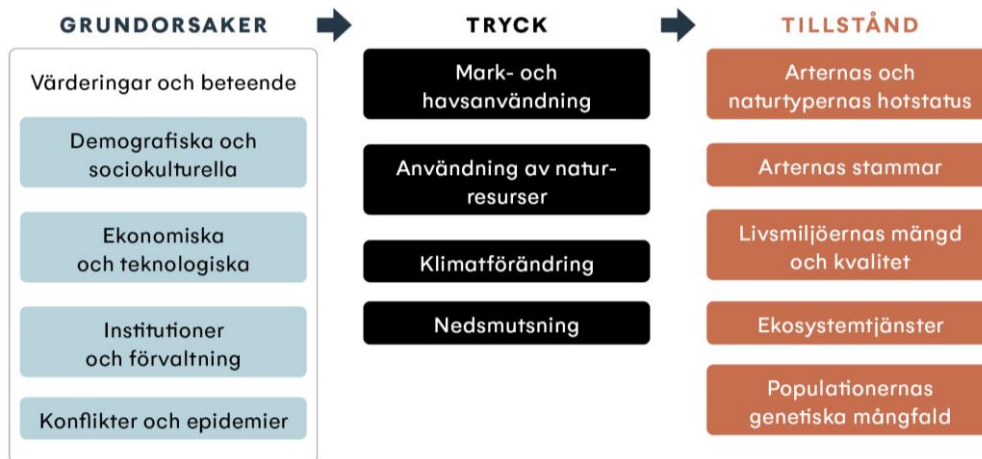 GRUNDORSAKER
Värderingar och beteende
Demografiska och
sociokulturella
Ekonomiska
och teknologiska
Institutioner
och förvaltning
Konflikter och epidemier
TRYCK
Mark- och
havsanvändning
Användning av natur-
resurser
Klimatförändring
Nedsmutsning
TILLSTÅND
Arternas och
naturtypernas hotstatus
Arternas stammar
Livsmiljöernas mängd
och kvalitet
Ekosystemtjänster
Populationernas
genetiska mångfald